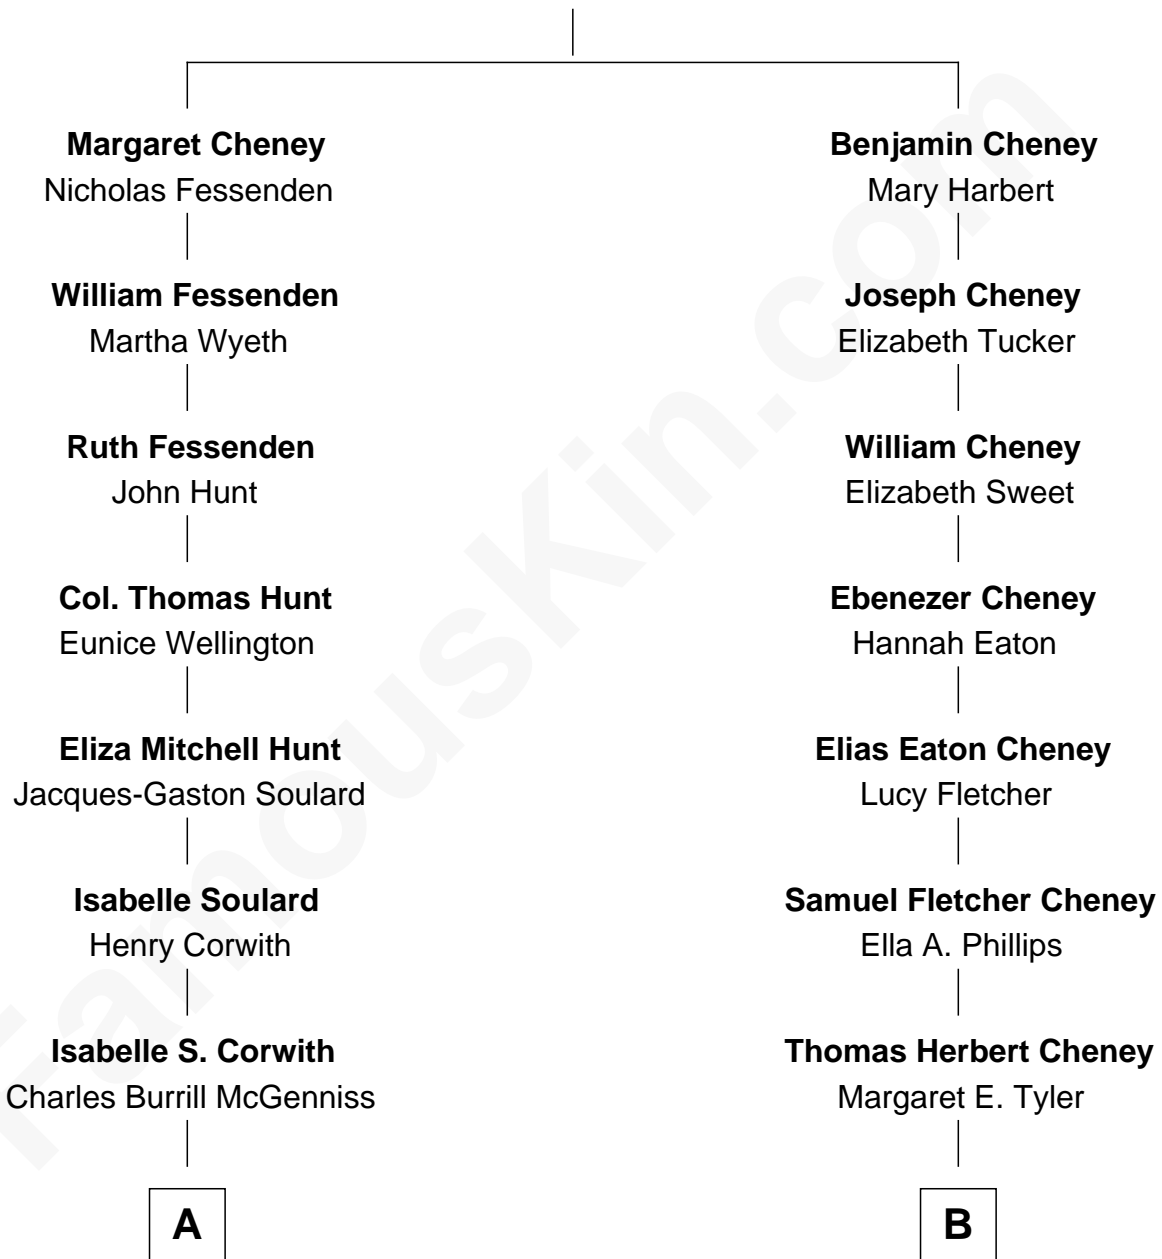 Margaret Cheney
Nicholas Fessenden
Benjamin Cheney
Mary Harbert
William Fessenden
Martha Wyeth
Joseph Cheney
Elizabeth Tucker
Ruth Fessenden
John Hunt
William Cheney
Elizabeth Sweet
Col. Thomas Hunt
Eunice Wellington
Ebenezer Cheney
Hannah Eaton
Eliza Mitchell Hunt
Jacques-Gaston Soulard
Elias Eaton Cheney
Lucy Fletcher
Isabelle Soulard
Henry Corwith
Samuel Fletcher Cheney
Ella A. Phillips
Isabelle S. Corwith
Charles Burrill McGenniss
Thomas Herbert Cheney
Margaret E. Tyler
A
B
FamousKin.com